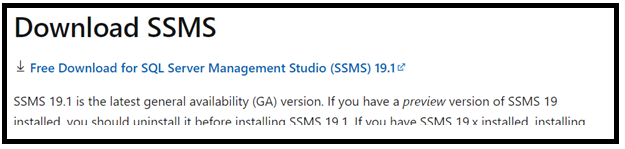 Download SSMS
Free Download for SQL Server Management Studio (SSMS) 19.1
SSMS 19.1 is the latest general availability (GA) version. If you have a preview version of SSMS 19
installed, you should uninstall it before installing SSMS 19.1. If you have SSMS 19.x installed, installing